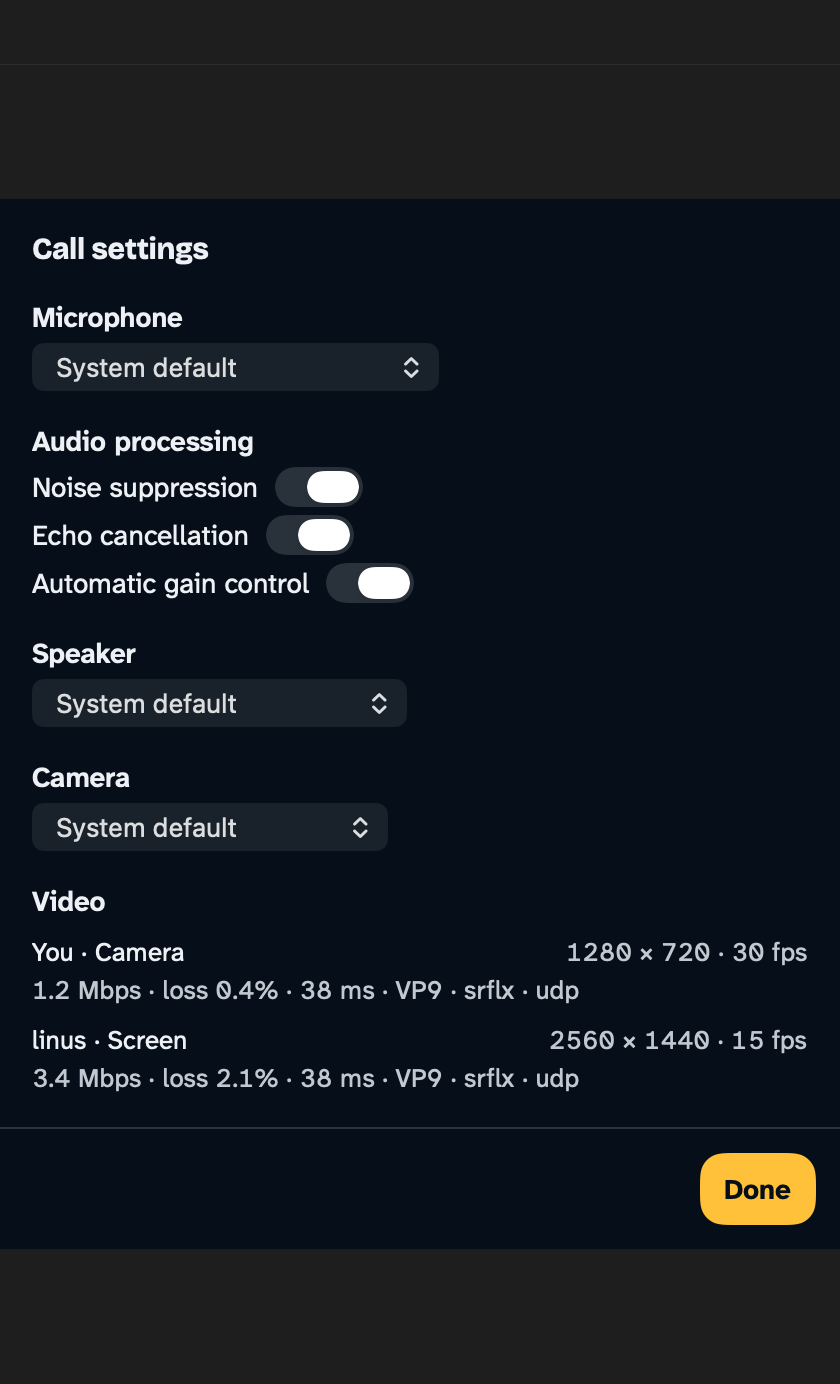 Call settings
Microphone
System default
Audio processing
Noise suppression
Echo cancellation
Automatic gain control
Speaker
System default
Camera
System default
Video
You · Camera 1280 × 720 · 30 fps
1.2 Mbps · loss 0.4% · 38 ms · VP9 · srflx · udp
linus · Screen 2560 × 1440 · 15 fps
3.4 Mbps · loss 2.1% · 38 ms · VP9 · srflx · udp
Done